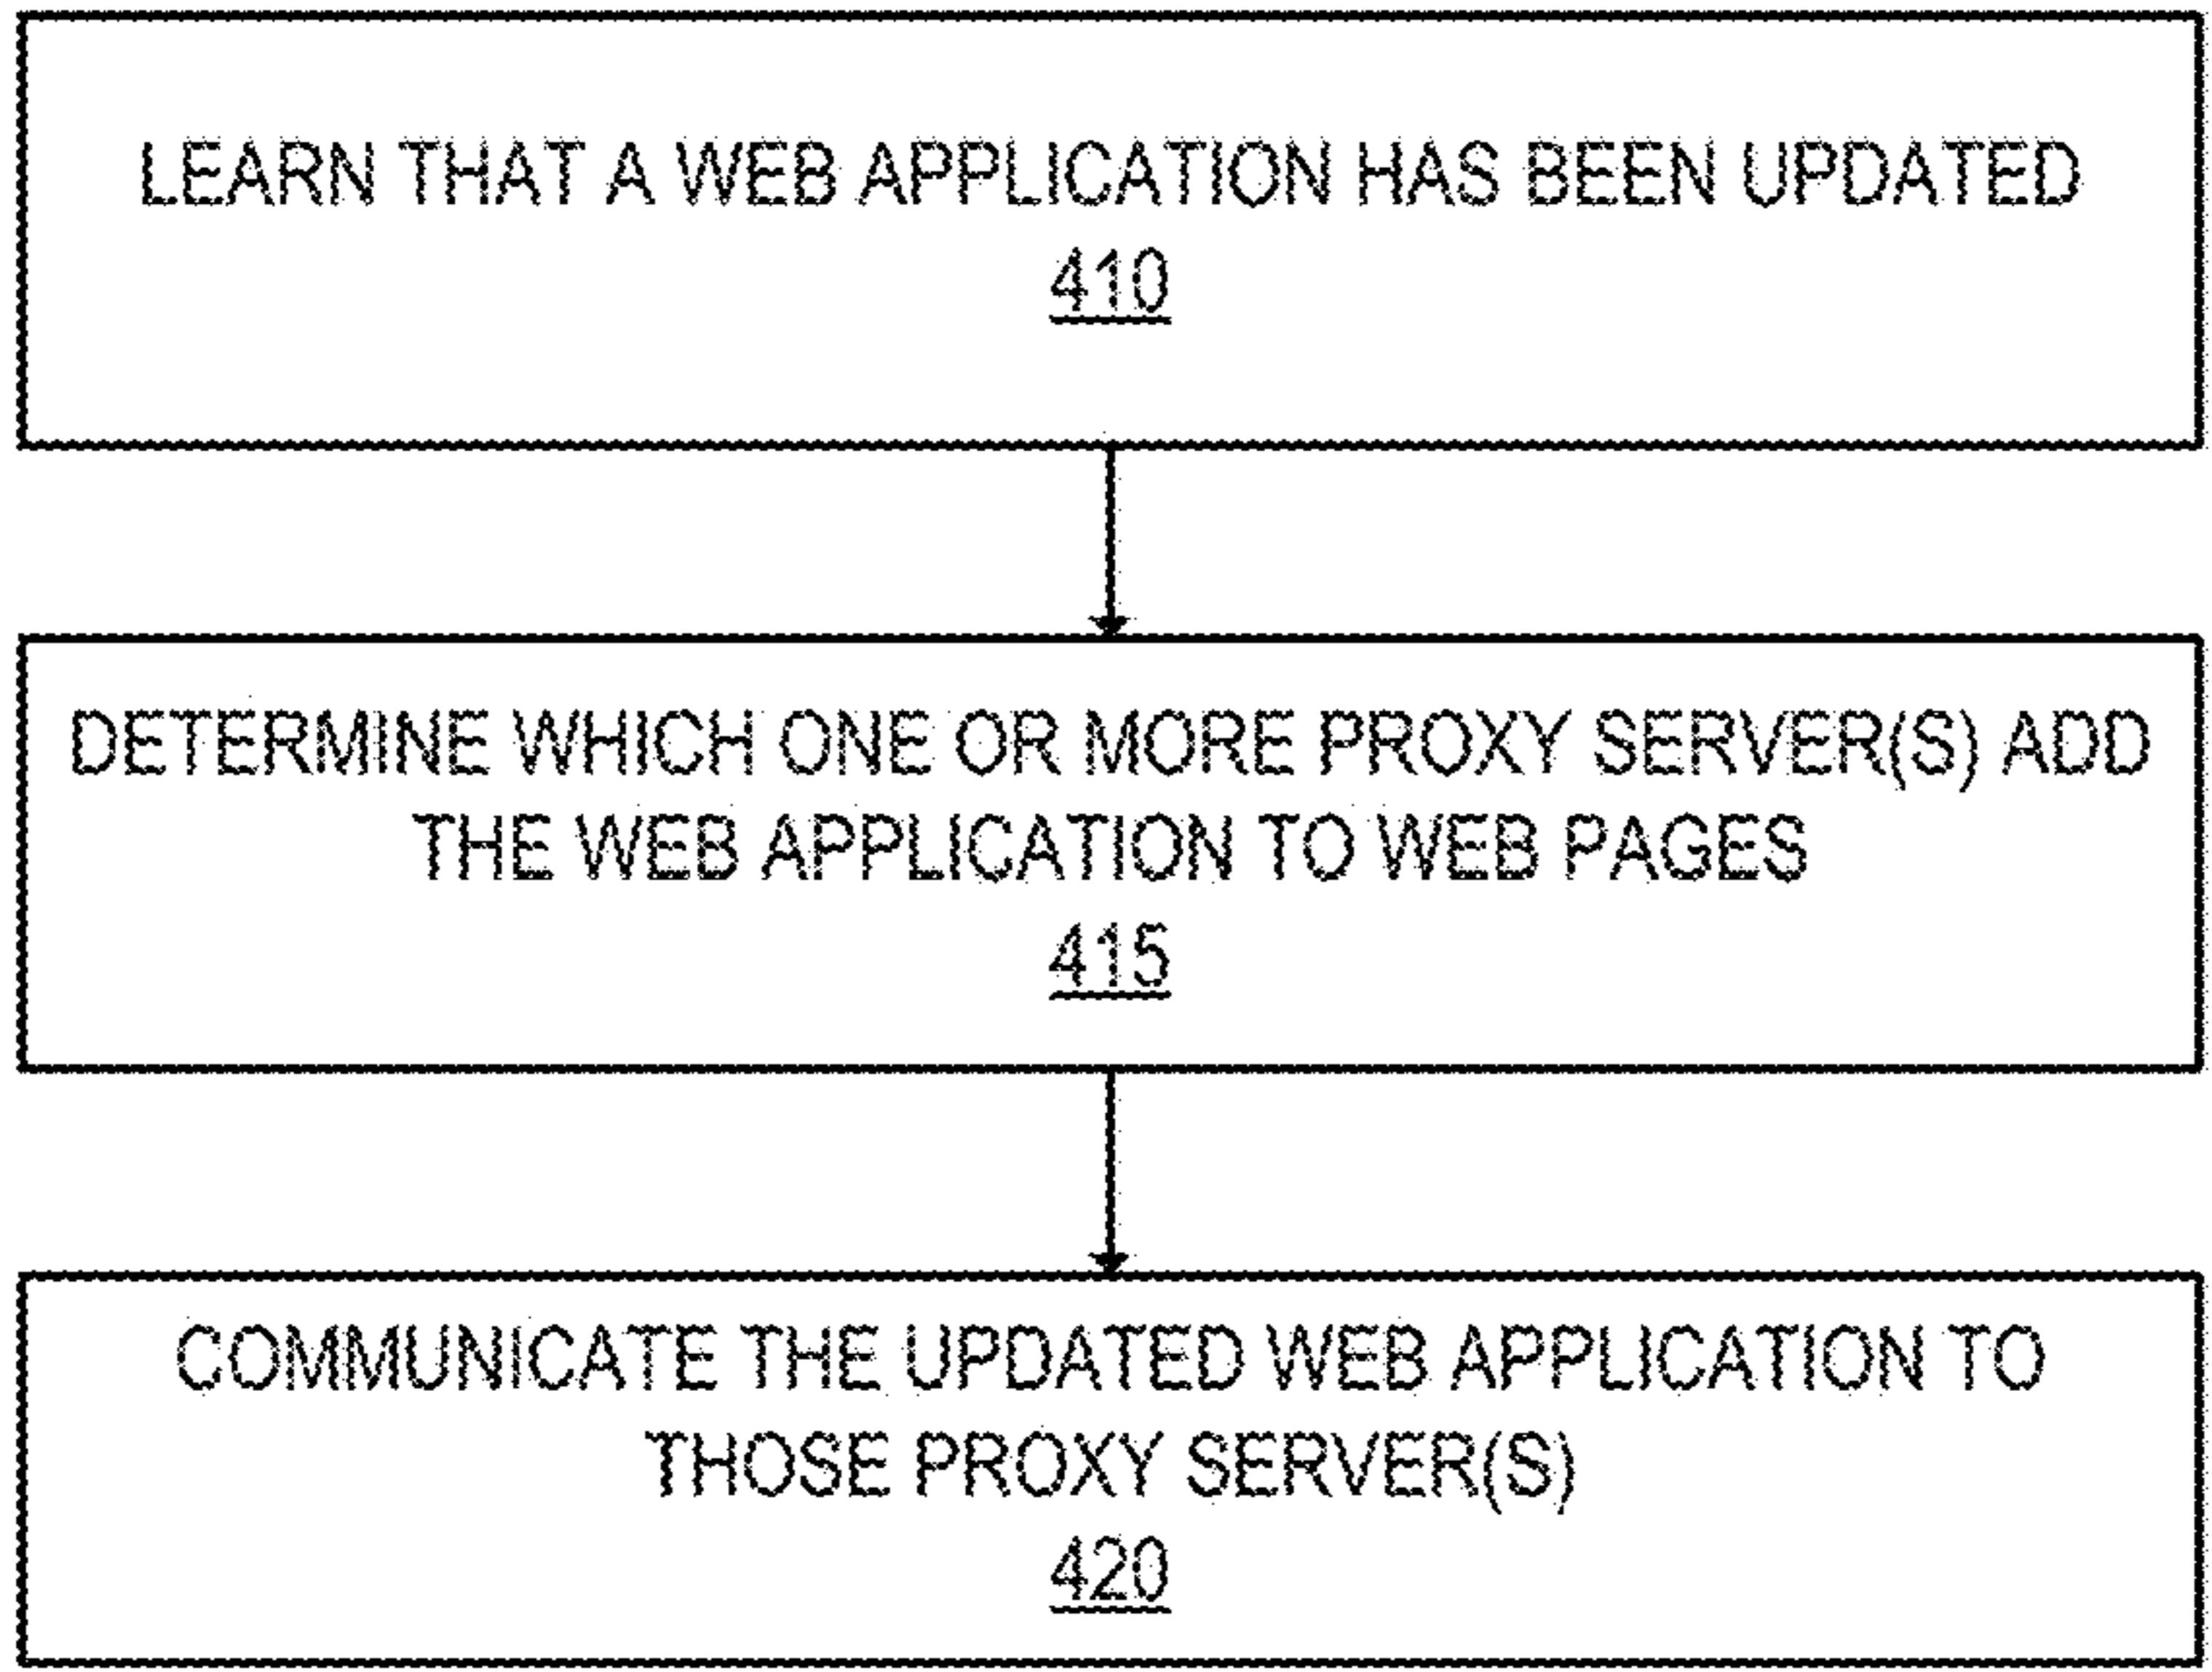 LEARN THAT A WEB APPLICATION HAS BEEN UPDATED
410
DETERMINE WHICH ONE OR MORE PROXY SERVER(S) ADD
THE WEB APPLICATION TO WEB PAGES
415
COMMUNICATE THE UPDATED WEB APPLICATION TO
THOSE PROXY SERVER(S)
420